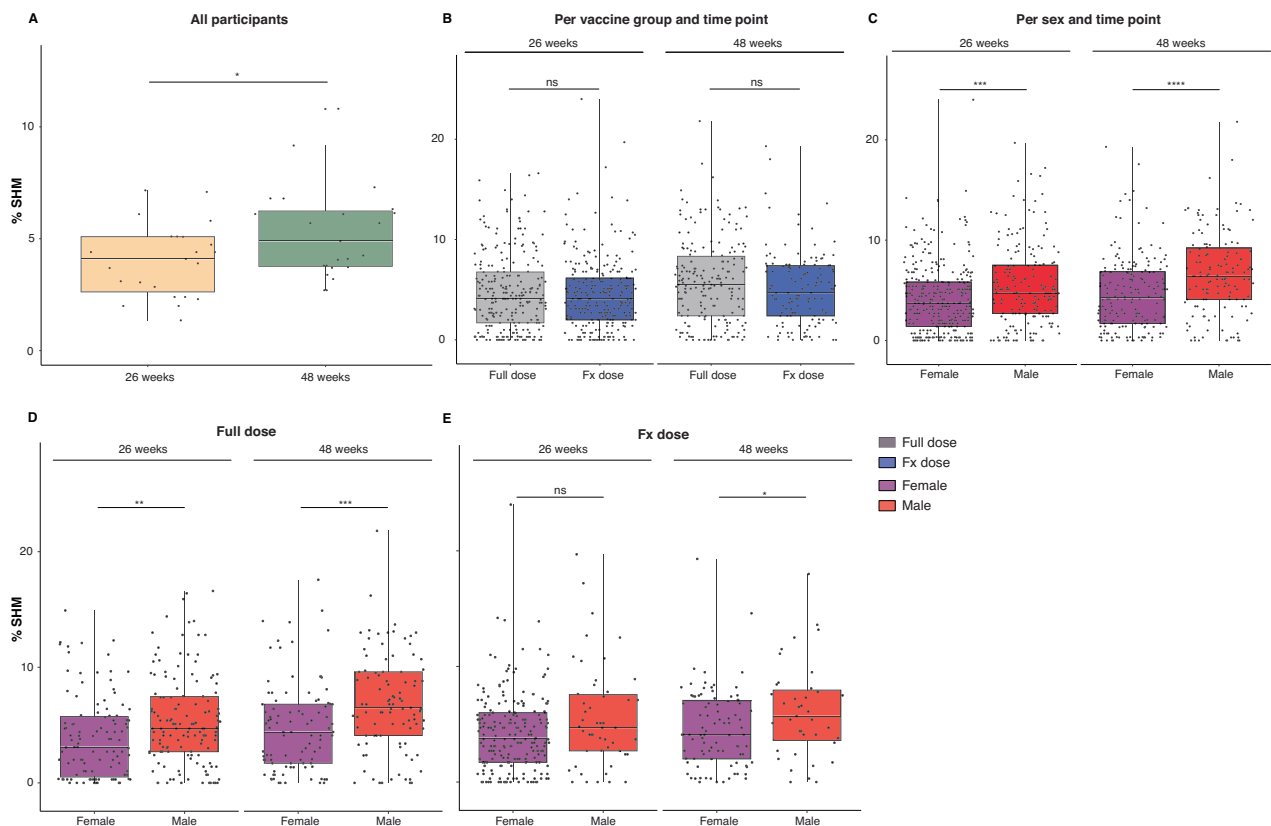 A
All participants
*
% SHM
10
5
0
26 weeks
48 weeks
B
Per vaccine group and time point
26 weeks
48 weeks
ns
ns
20
10
0
Full dose
Fx dose
Full dose
Fx dose
C
Per sex and time point
26 weeks
48 weeks
***
****
20
10
0
Female
Male
Female
Male
D
Full dose
26 weeks
48 weeks
**
***
% SHM
20
10
0
Female
Male
Female
Male
E
Fx dose
26 weeks
48 weeks
ns
*
Female
Male
Female
Male
Full dose
Fx dose
Female
Male